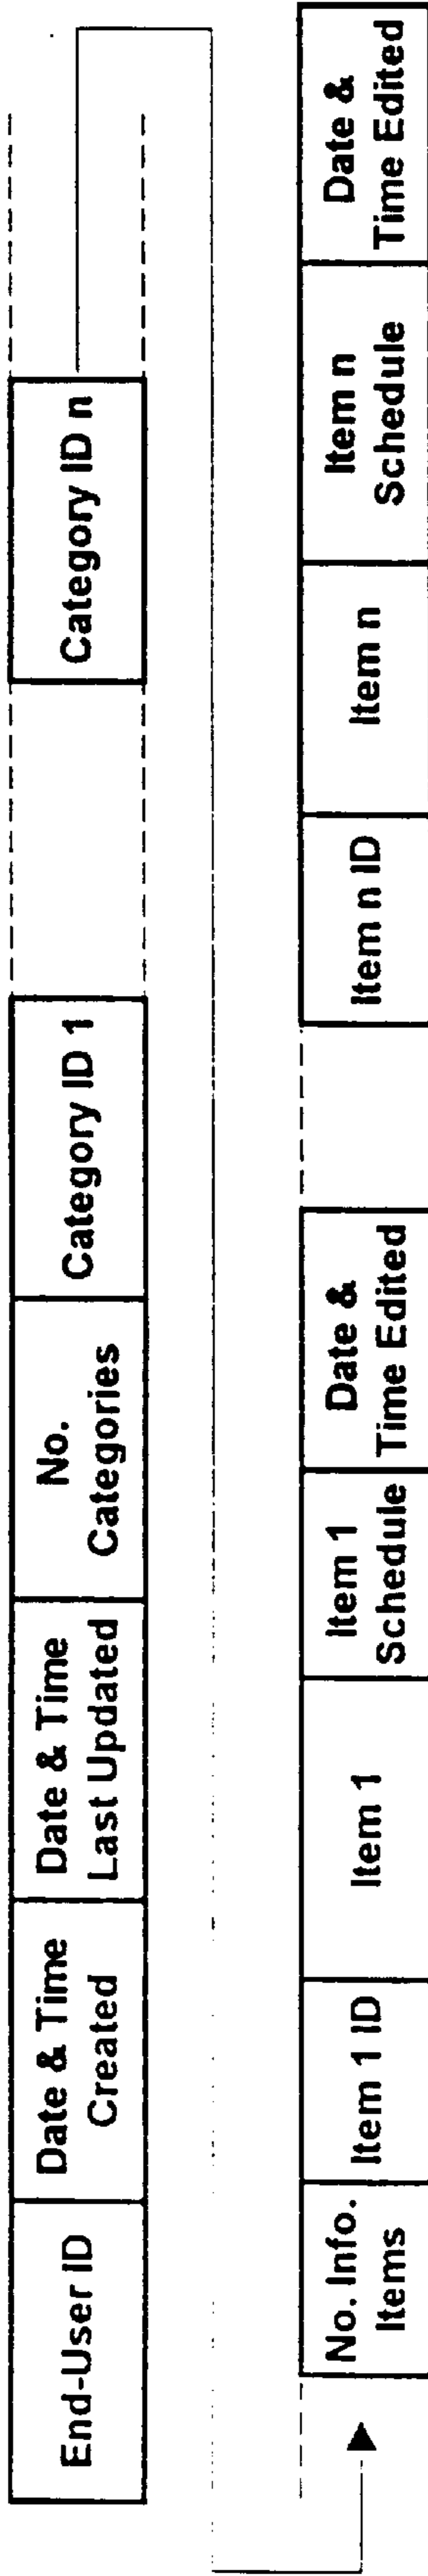 End-User ID
Date & Time
Created
Date & Time
Last Updated
No.
Categories
Category ID 1
Category ID n
No. Info.
Items
Item 1 ID
Item 1
Item 1
Schedule
Date &
Time Edited
Item n ID
Item n
Item n
Schedule
Date &
Time Edited